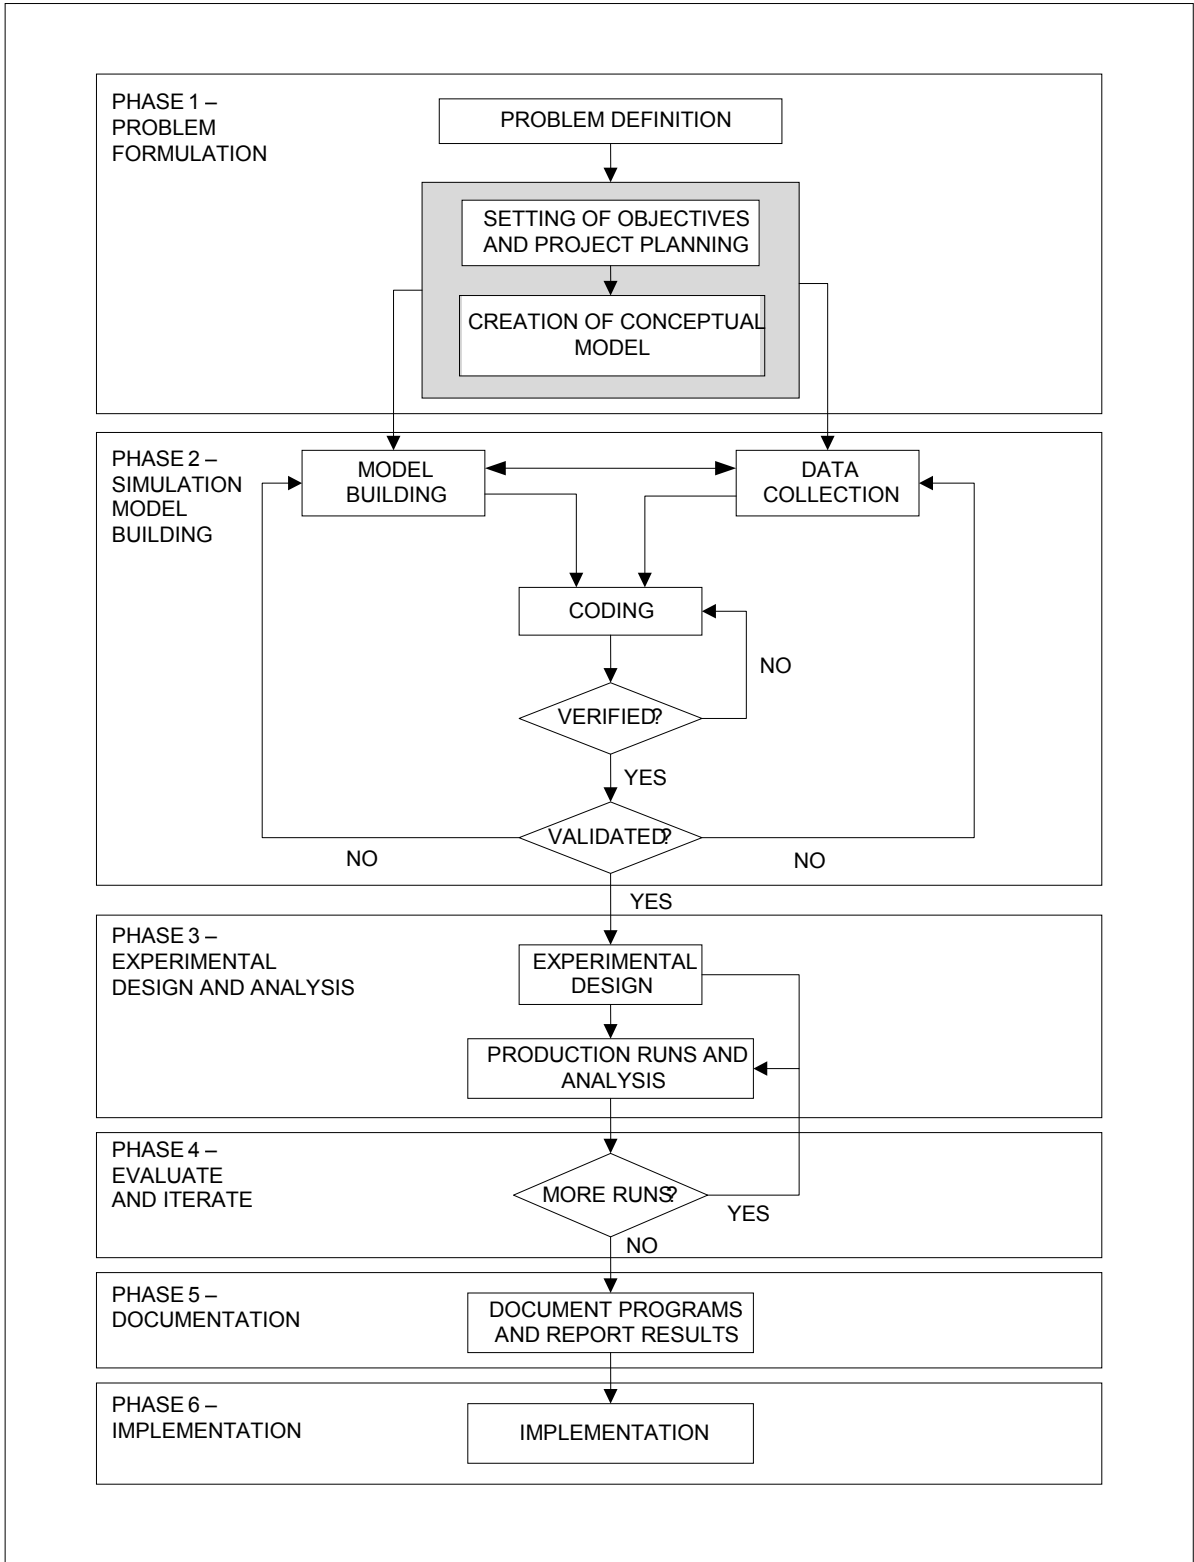 PHASE 1 –
PROBLEM
FORMULATION
PROBLEM DEFINITION
SETTING OF OBJECTIVES
AND PROJECT PLANNING
CREATION OF CONCEPTUAL
MODEL
PHASE 2 –
SIMULATION
MODEL
BUILDING
MODEL
BUILDING
DATA
COLLECTION
CODING
NO
VERIFIED?
YES
VALIDATED?
NO
NO
YES
PHASE 3 –
EXPERIMENTAL
DESIGN AND ANALYSIS
EXPERIMENTAL
DESIGN
PRODUCTION RUNS AND
ANALYSIS
PHASE 4 –
EVALUATE
AND ITERATE
MORE RUNS?
YES
NO
PHASE 5 –
DOCUMENTATION
DOCUMENT PROGRAMS
AND REPORT RESULTS
PHASE 6 –
IMPLEMENTATION
IMPLEMENTATION